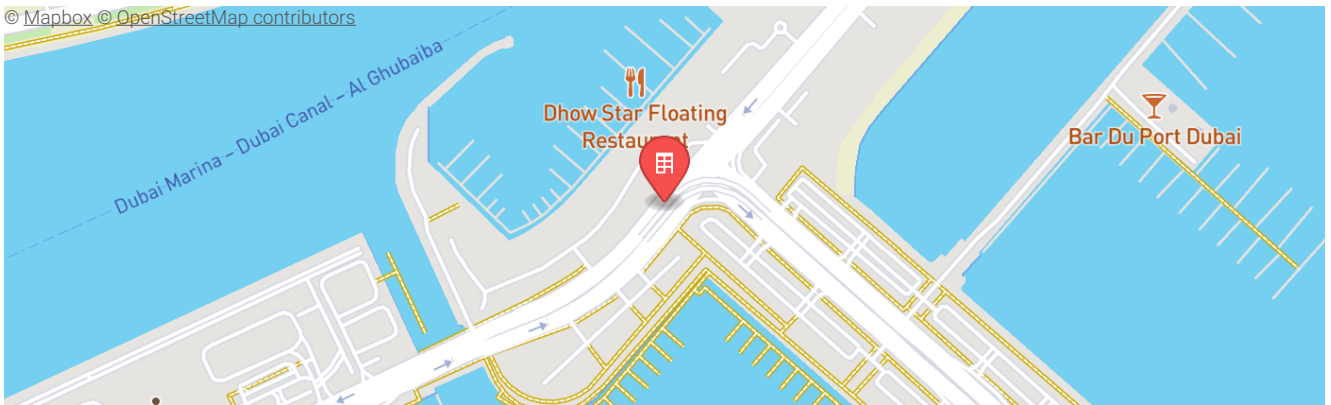 © Mapbox © OpenStreetMap contributors
Dubai Marina – Dubai Canal – Al Ghubaiba
Dhow Star Floating
Restaurant
Bar Du Port Dubai